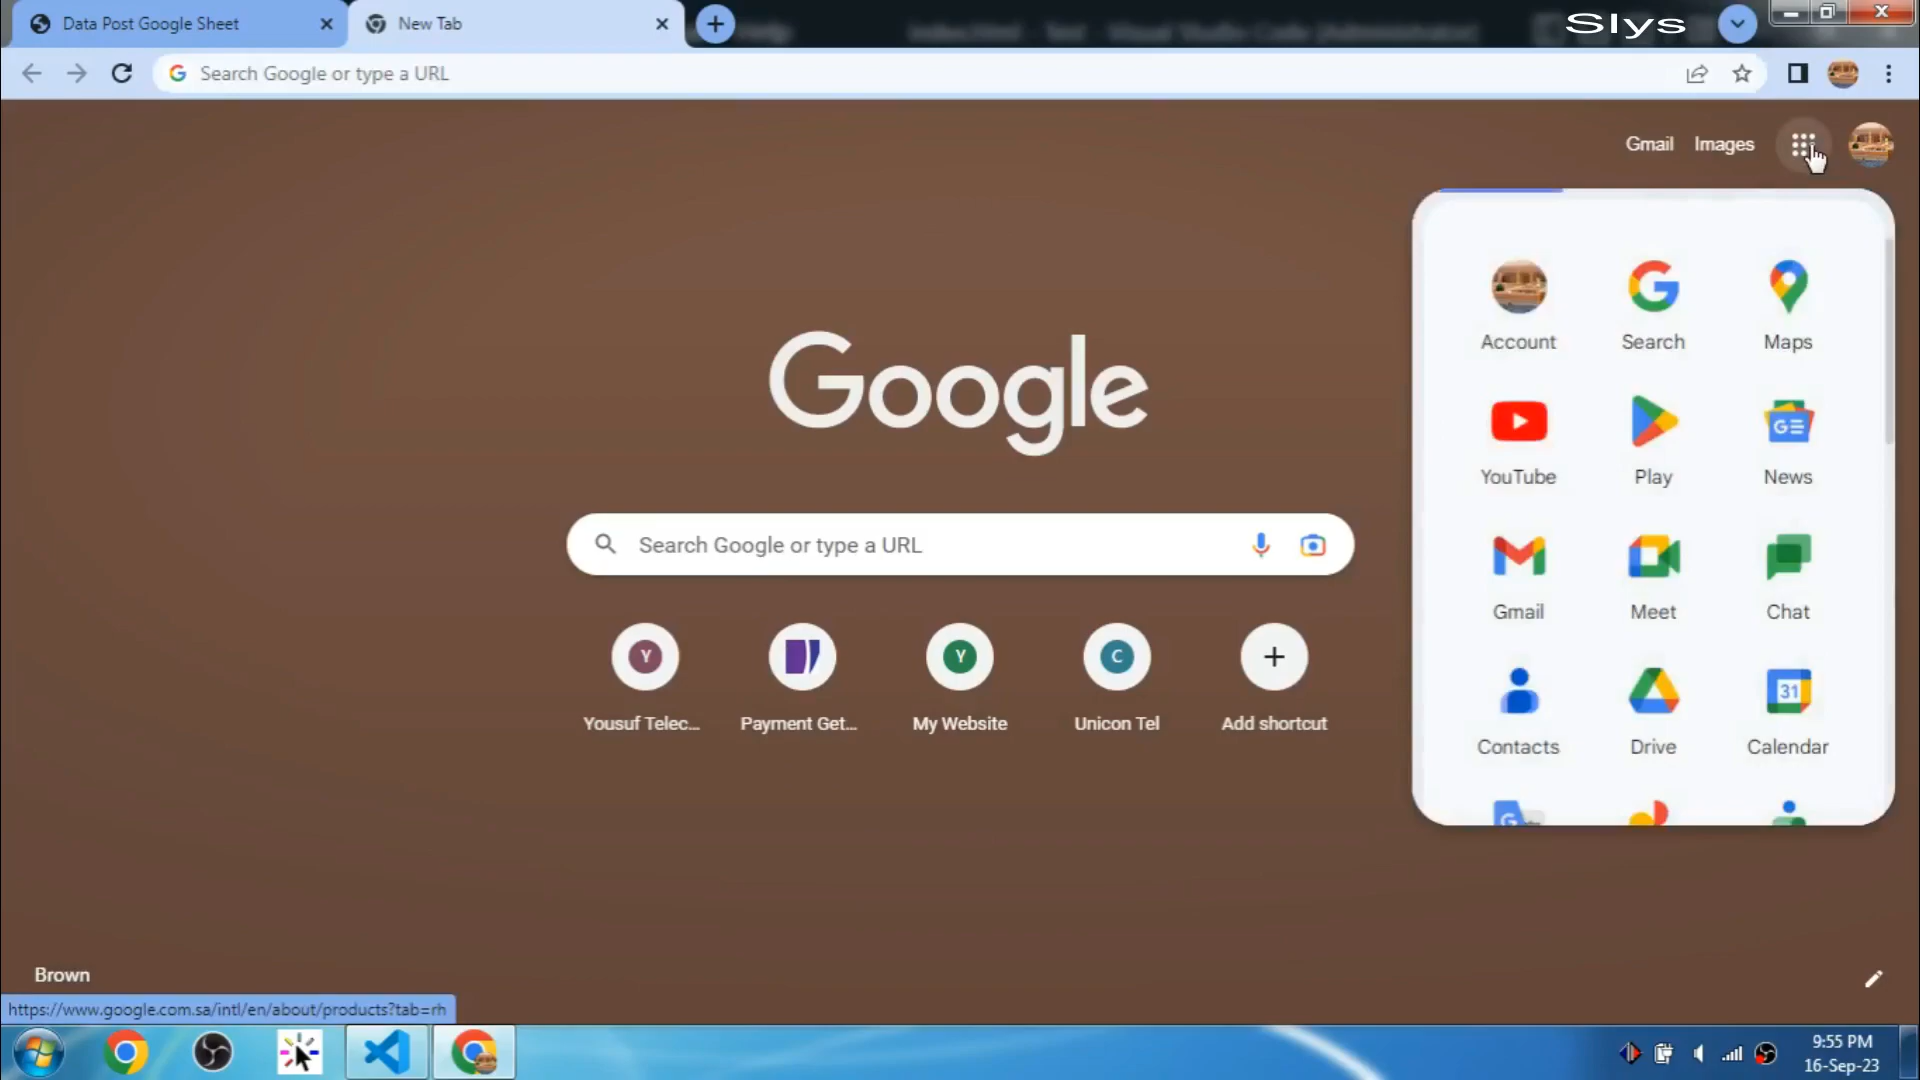 Data Post Google Sheet
New Tab
Slys
Search Google or type a URL
Gmail
Images
Google
Search Google or type a URL
Y
Y
C
Yousuf Telec...
Payment Get...
My Website
Unicon Tel
Add shortcut
Account
Search
Maps
YouTube
Play
News
Gmail
Meet
Chat
31
Contacts
Drive
Calendar
Brown
https://www.google.com.sa/intl/en/about/products?tab=rh
9:55 PM
16-Sep-23